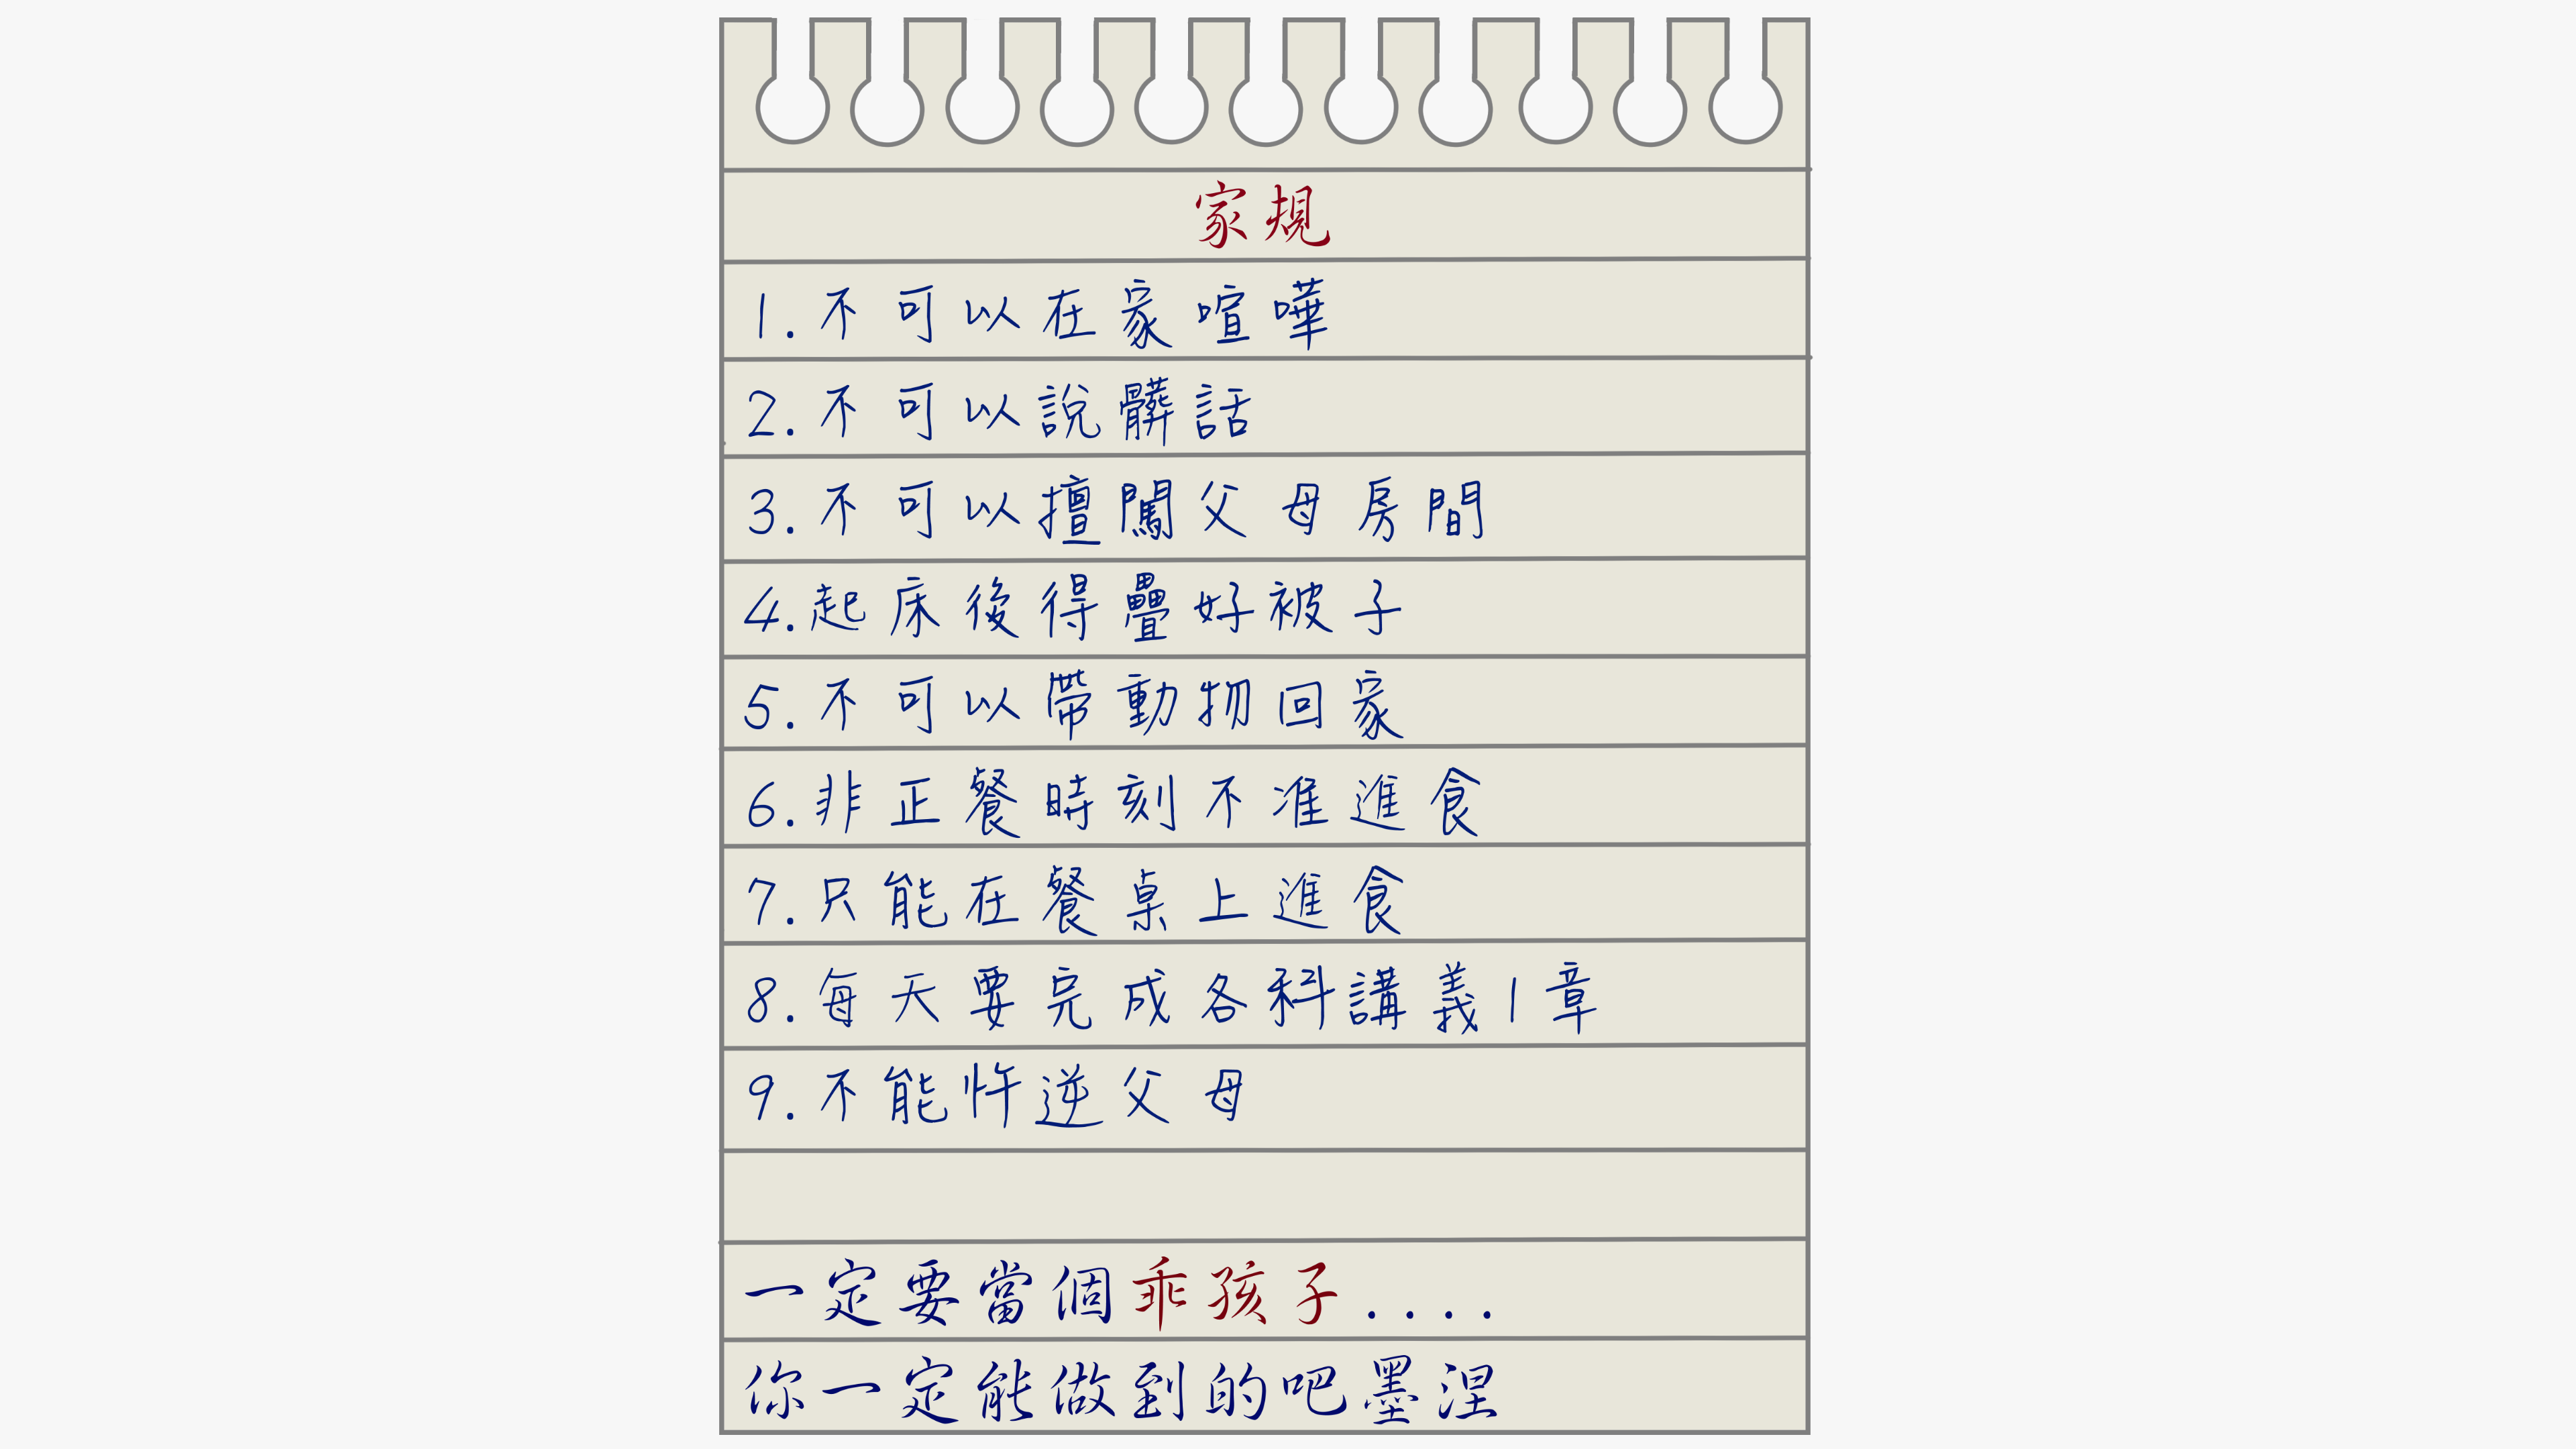 家規
1.不可以在家喧嘩
2.不可以說髒話
3.不可以擅闖父母房間
4.起床後得疊好被子
5.不可以帶動物回家
6.非正餐時刻不准進食
7.只能在餐桌上進食
8.每天要完成各科講義1章
9.不能忤逆父母
一定要當個乖孩子....
你一定能做到的吧墨涅